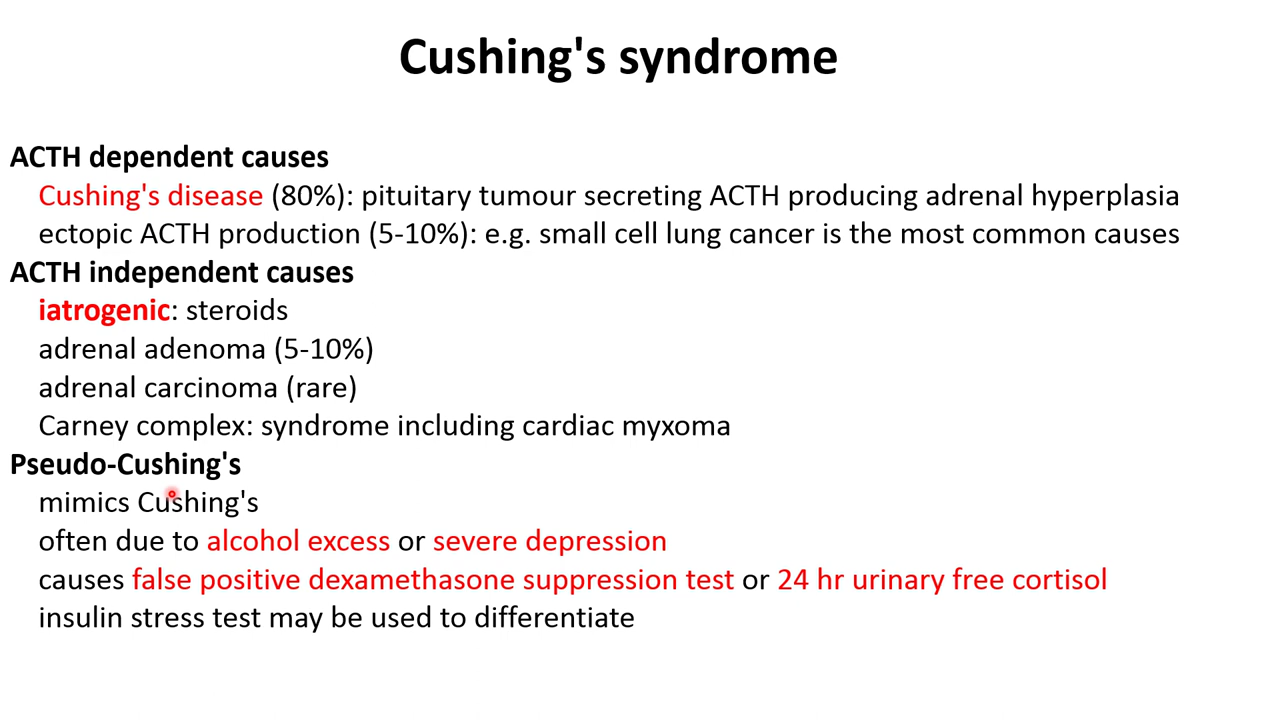 Cushing's syndrome
ACTH dependent causes
Cushing's disease (80%): pituitary tumour secreting ACTH producing adrenal hyperplasia
ectopic ACTH production (5-10%): e.g. small cell lung cancer is the most common causes
ACTH independent causes
iatrogenic: steroids
adrenal adenoma (5-10%)
adrenal carcinoma (rare)
Carney complex: syndrome including cardiac myxoma
Pseudo-Cushing's
mimics Cushing's
often due to alcohol excess or severe depression
causes false positive dexamethasone suppression test or 24 hr urinary free cortisol
insulin stress test may be used to differentiate